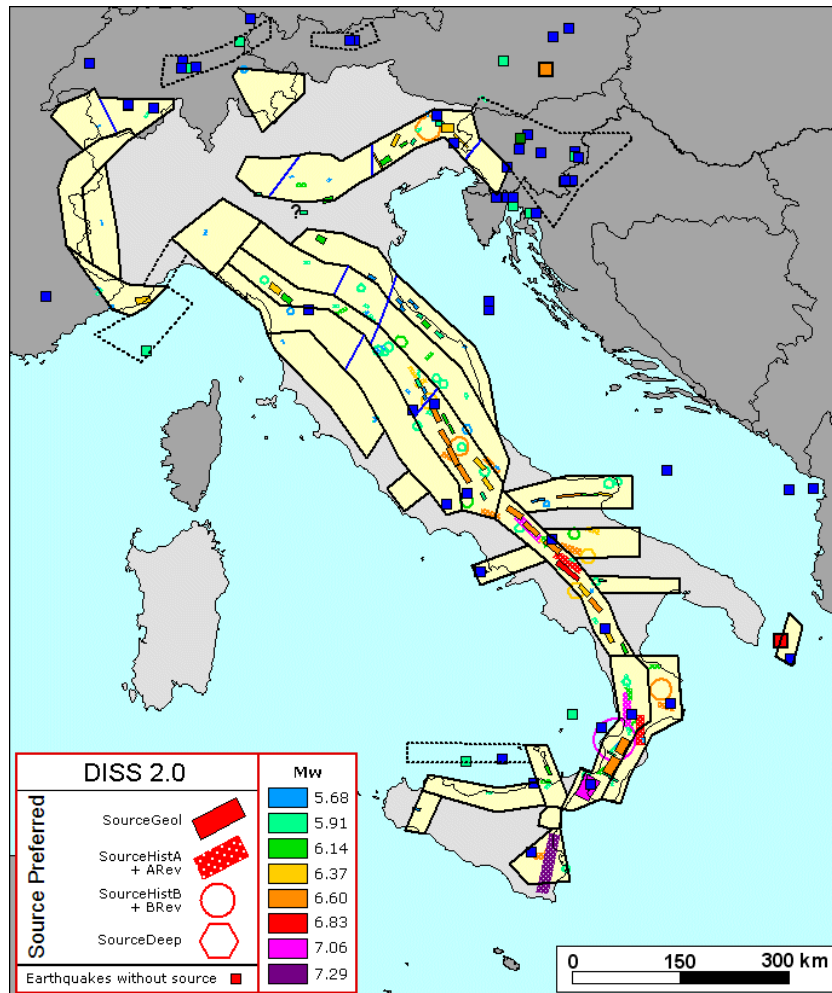 ?
DISS 2.0
Source Preferred
SourceGeol
SourceHistA
+ ARev
SourceHistB
+ BRev
SourceDeep
Earthquakes without source
Mw
5.68
5.91
6.14
6.37
6.60
6.83
7.06
7.29
0 150 300 km